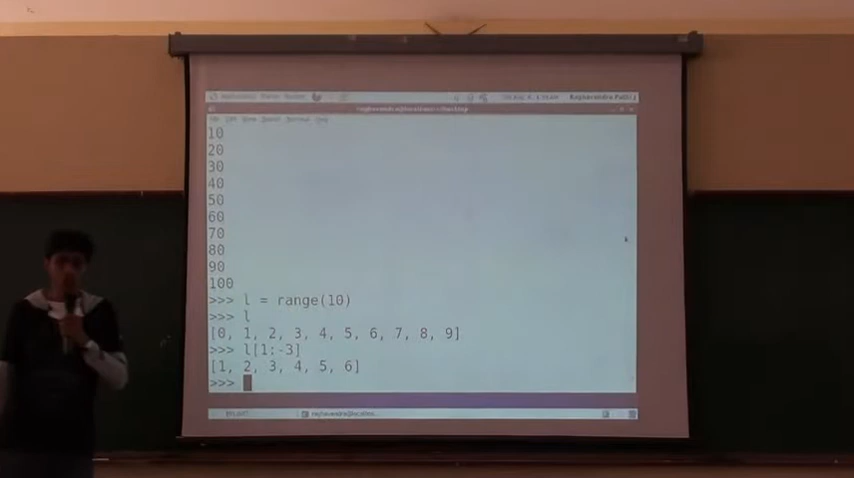 10
20
30
40
50
60
70
80
90
100
>>> l = range(10)
>>> l
[0, 1, 2, 3, 4, 5, 6, 7, 8, 9]
>>> l[1:-3]
[1, 2, 3, 4, 5, 6]
>>>